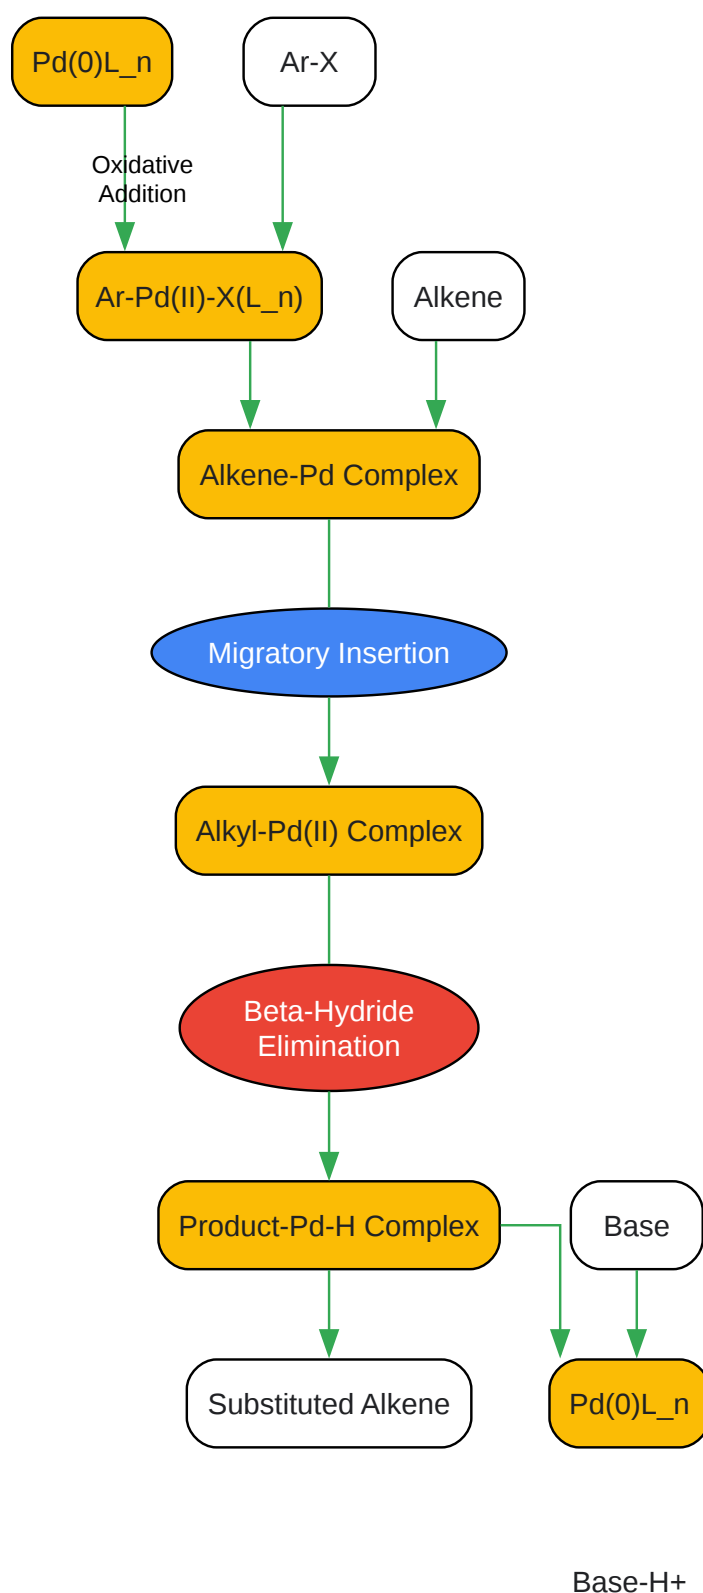 Pd(0)L_n
Ar-X
Oxidative
Addition
Ar-Pd(II)-X(L_n)
Alkene
Alkene-Pd Complex
Migratory Insertion
Alkyl-Pd(II) Complex
Beta-Hydride
Elimination
Product-Pd-H Complex
Base
Substituted Alkene
Pd(0)L_n
Base-H+